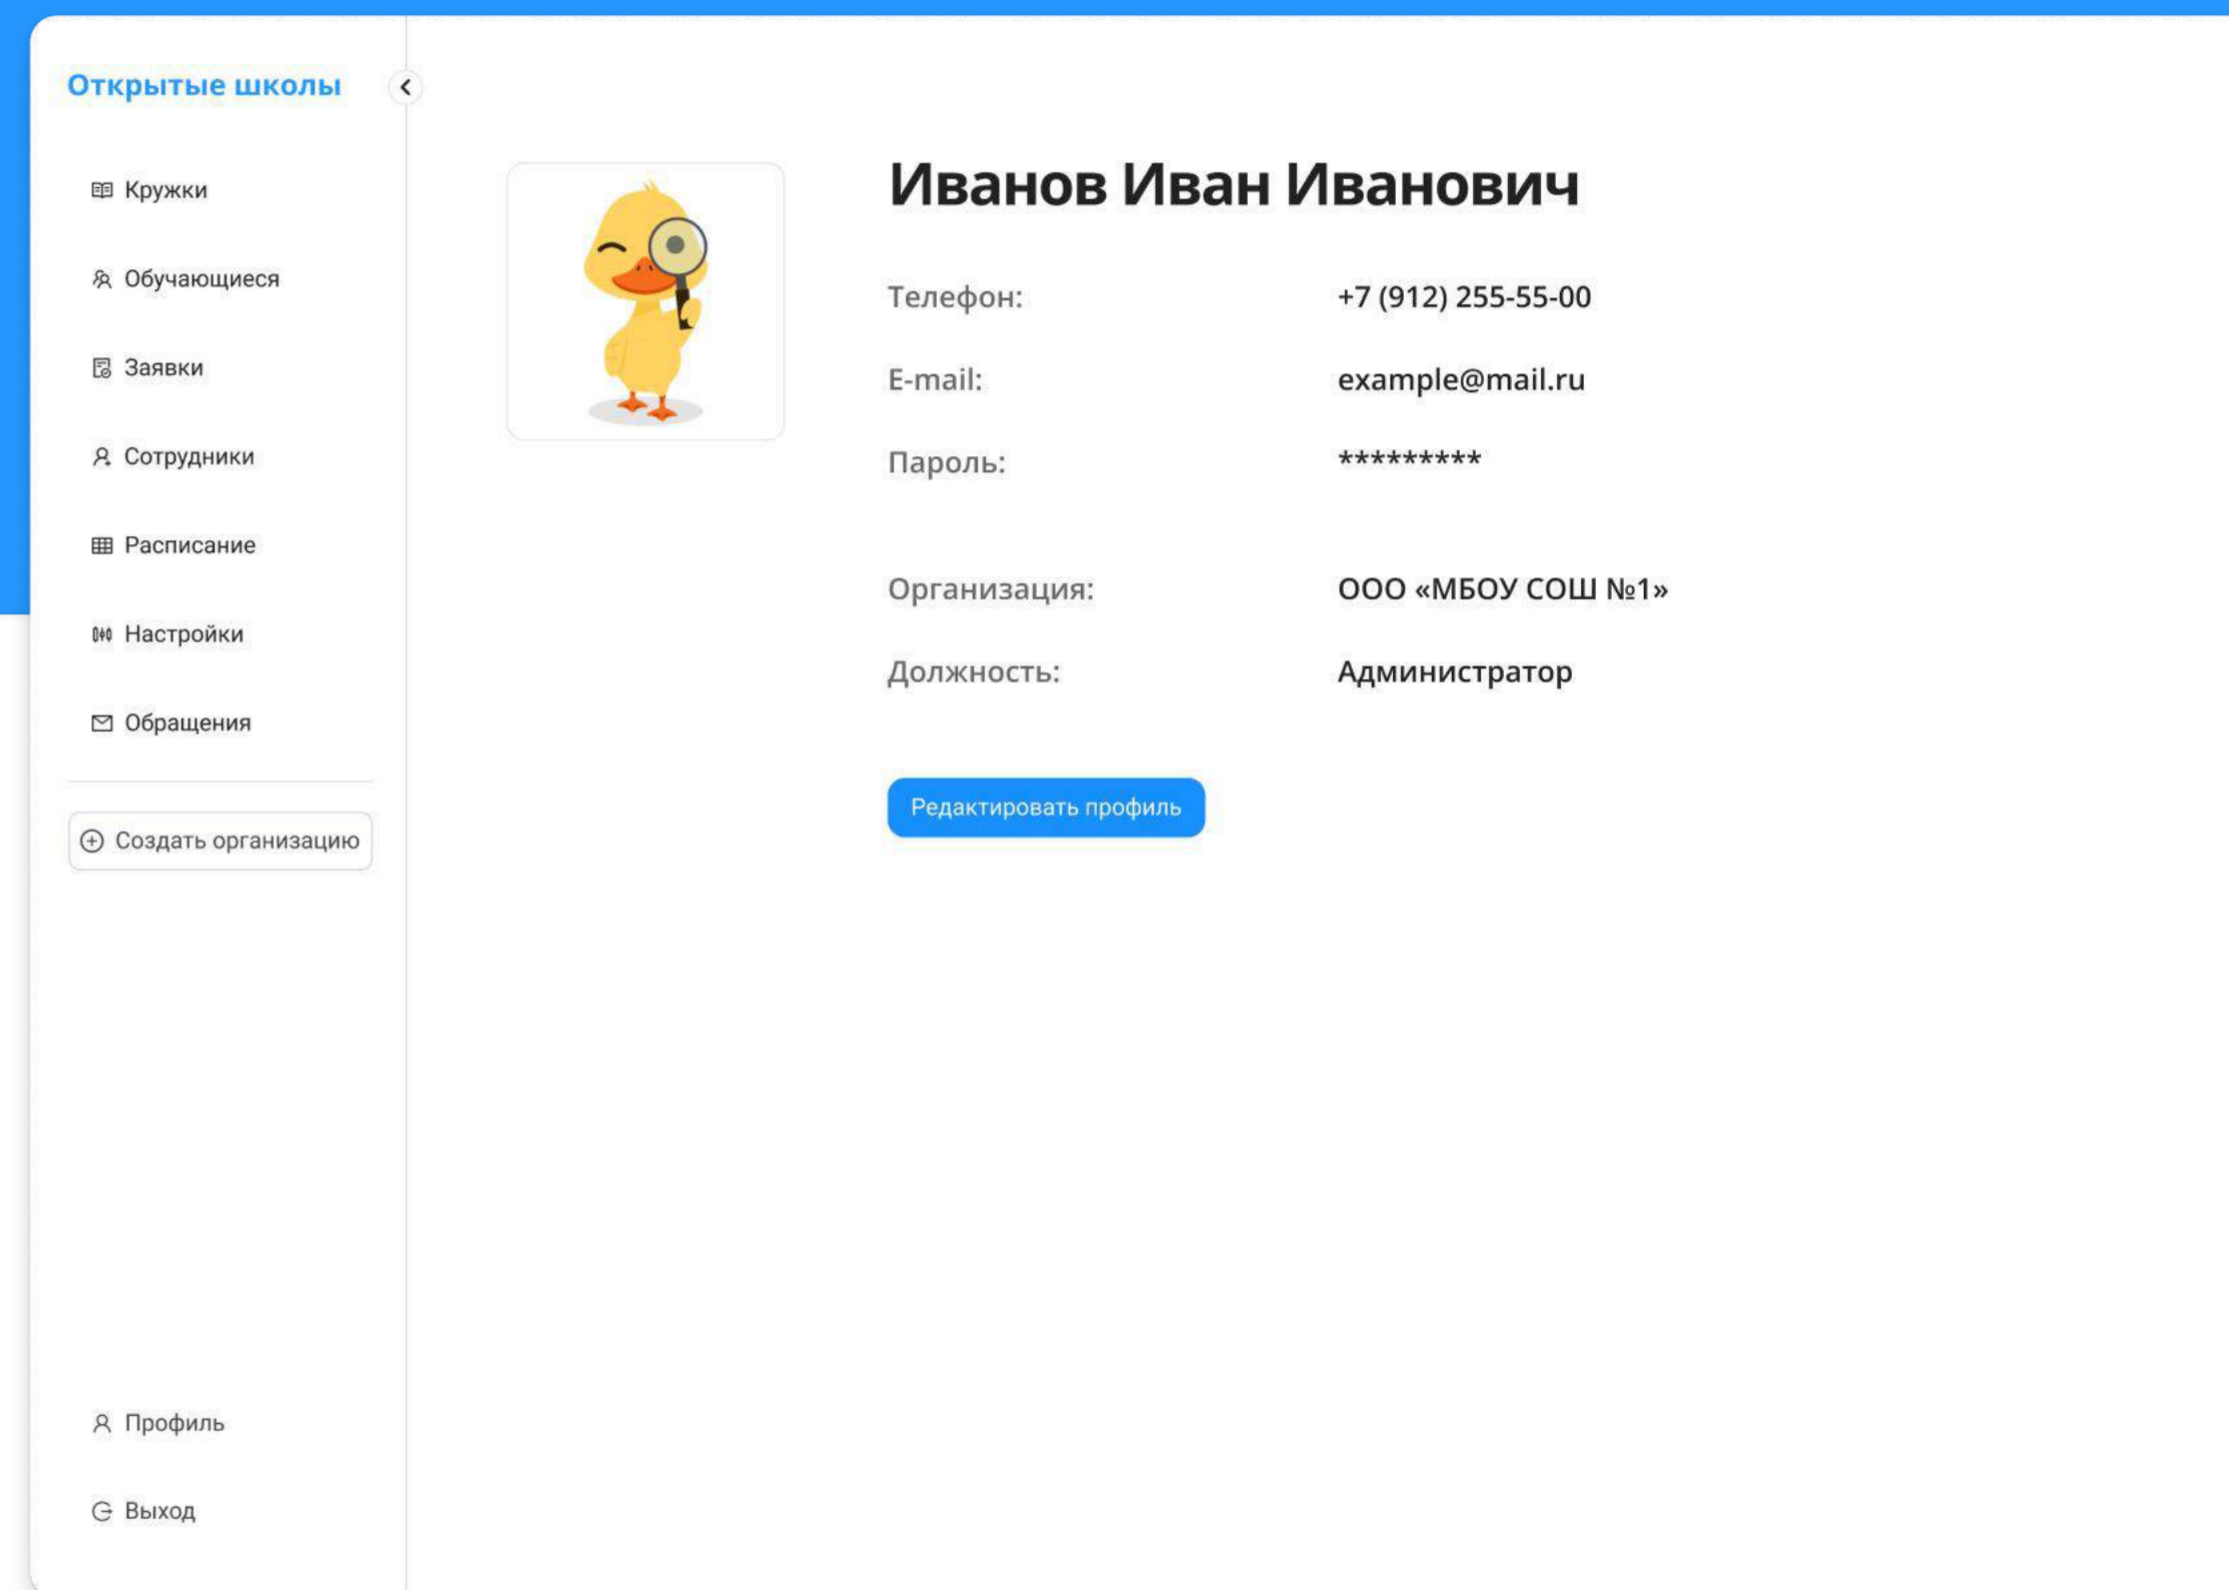 Открытые школы
Кружки
Обучающиеся
Заявки
Сотрудники
Расписание
Настройки
Обращения
Создать организацию
Профиль
Выход
Иванов Иван Иванович
Телефон: +7 (912) 255-55-00
E-mail: example@mail.ru
Пароль: *********
Организация: ООО «МБОУ СОШ №1»
Должность: Администратор
Редактировать профиль